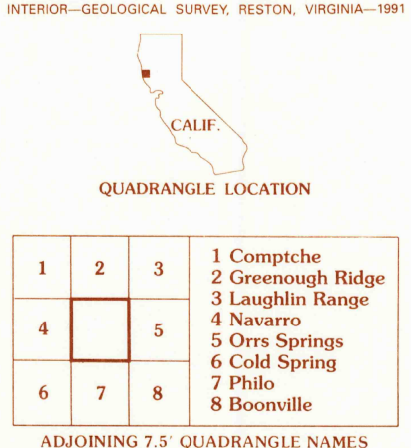 INTERIOR—GEOLOGICAL SURVEY, RESTON, VIRGINIA—1991
CALIF.
QUADRANGLE LOCATION
1 2 3
4 5
6 7 8
1 Comptche
2 Greenough Ridge
3 Laughlin Range
4 Navarro
5 Orrs Springs
6 Cold Spring
7 Philo
8 Boonville
ADJOINING 7.5′ QUADRANGLE NAMES